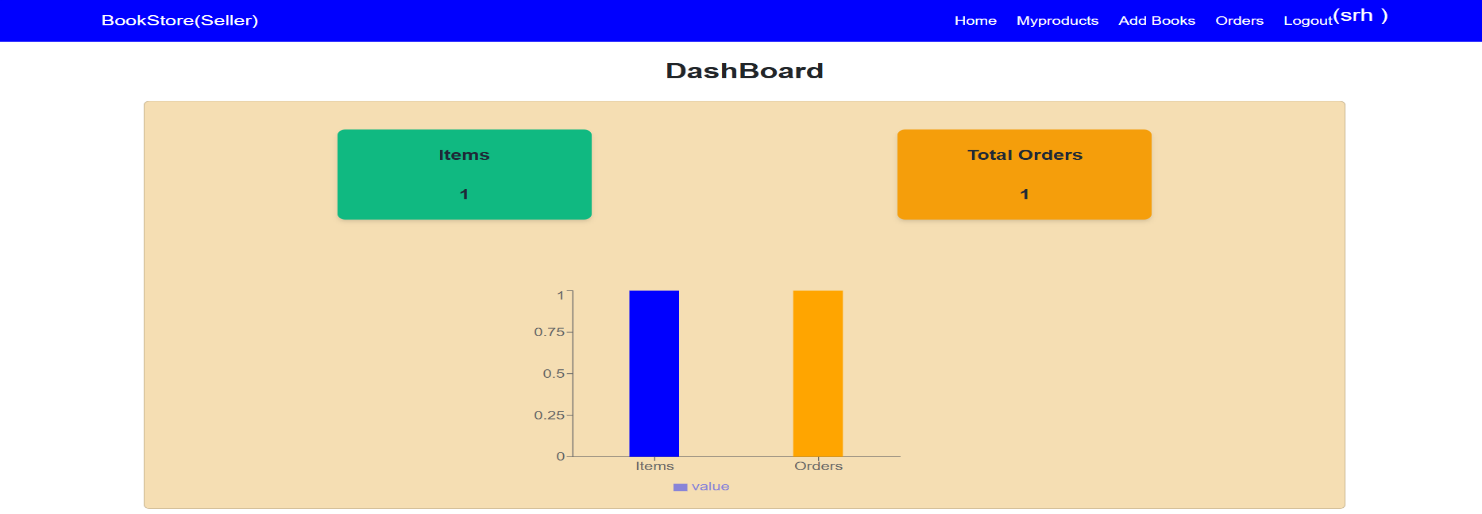 BookStore(Seller) Home Myproducts Add Books Orders Logout(srh )
DashBoard
Items Total Orders
1 1
1
0.75
0.5
0.25
0
Items Orders
value